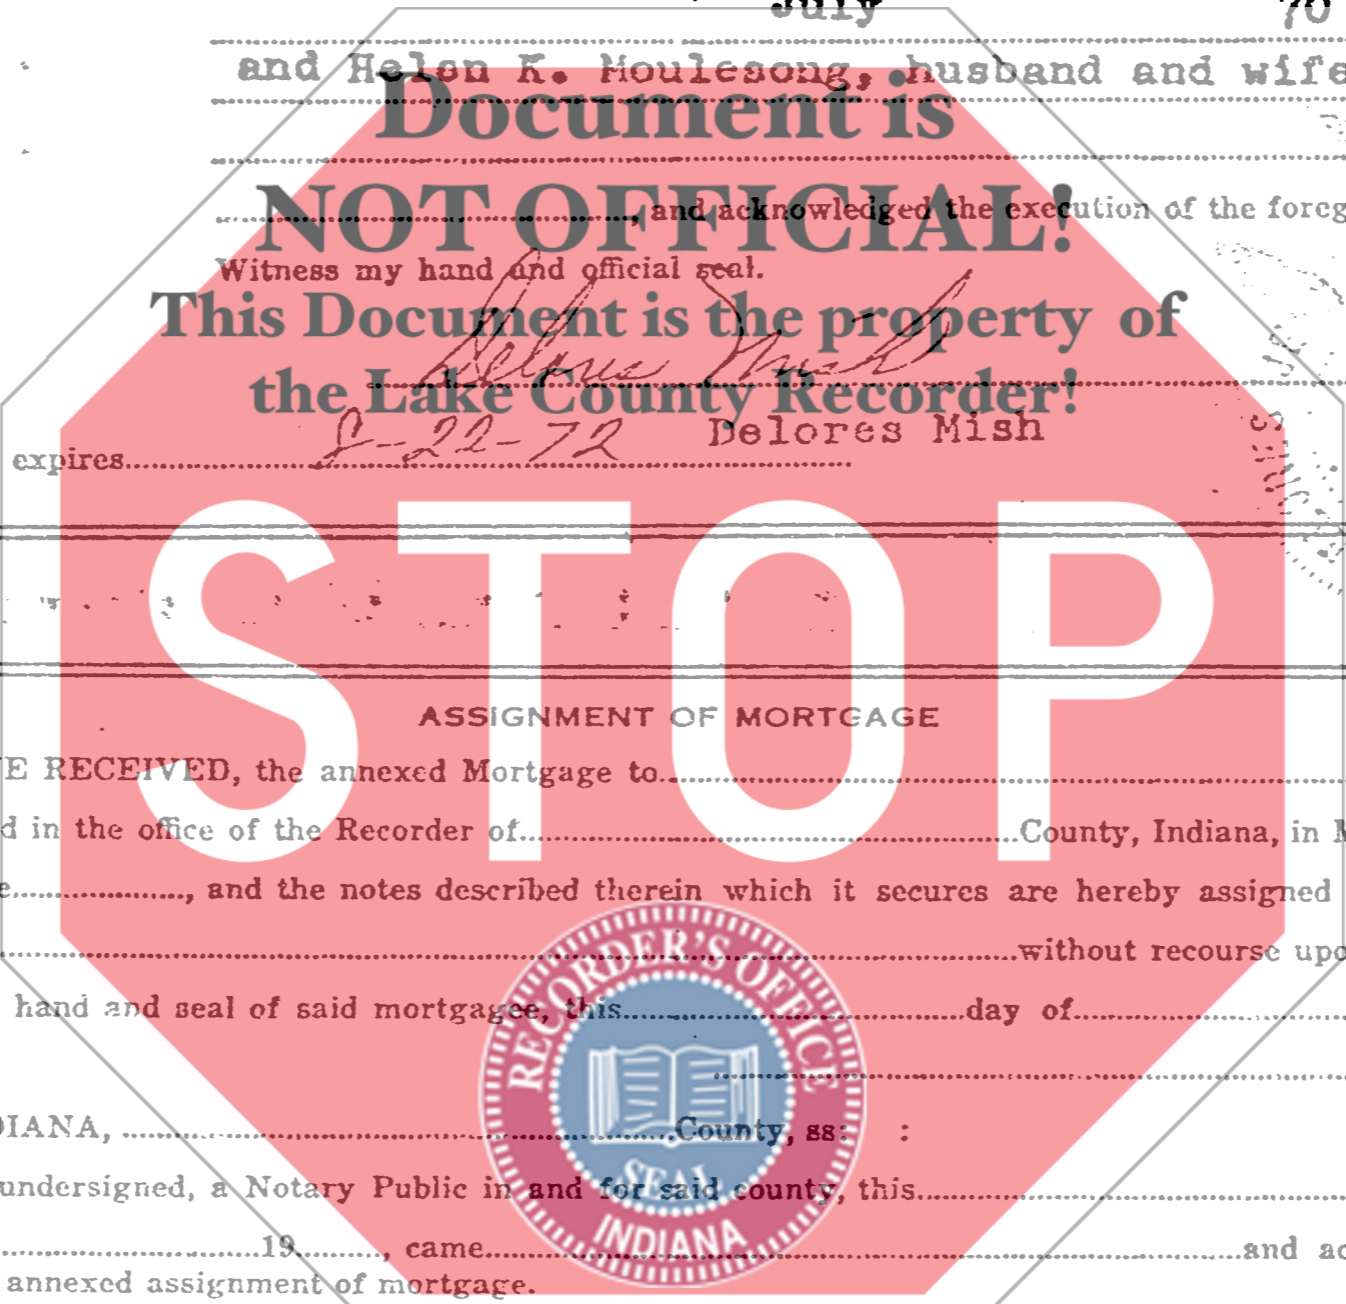 July 70
and Helen K. Moulesong, husband and wife
Document is
NOT OFFICIAL!
, and acknowledged the execution of the foreg
Witness my hand and official seal.
This Document is the property of
Delores Mish
the Lake County Recorder!
expires 8-22-72 Delores Mish
STOP
ASSIGNMENT OF MORTGAGE
E RECEIVED, the annexed Mortgage to
d in the office of the Recorder of County, Indiana, in M
e , and the notes described therein which it secures are hereby assigned
without recourse upo
hand and seal of said mortgagee, this day of
RECORDER'S OFFICE
SEAL
INDIANA
DIANA, County, ss: :
undersigned, a Notary Public in and for said county, this
19 , came and ac
annexed assignment of mortgage.